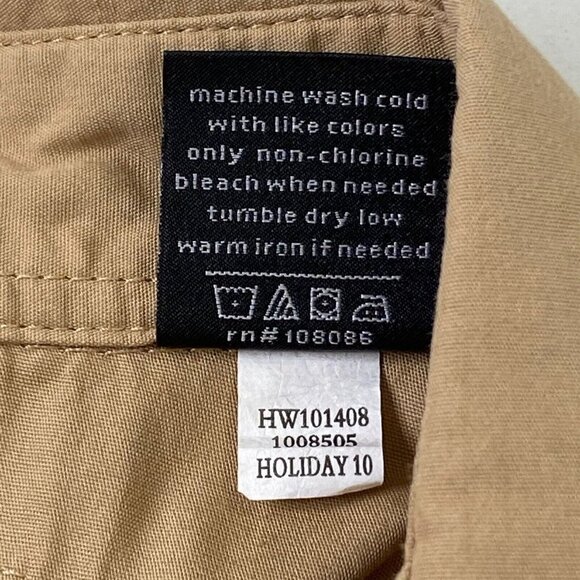 machine wash cold
with like colors
only non-chlorine
bleach when needed
tumble dry low
warm iron if needed
rn# 108086
HW101408
1008505
HOLIDAY 10